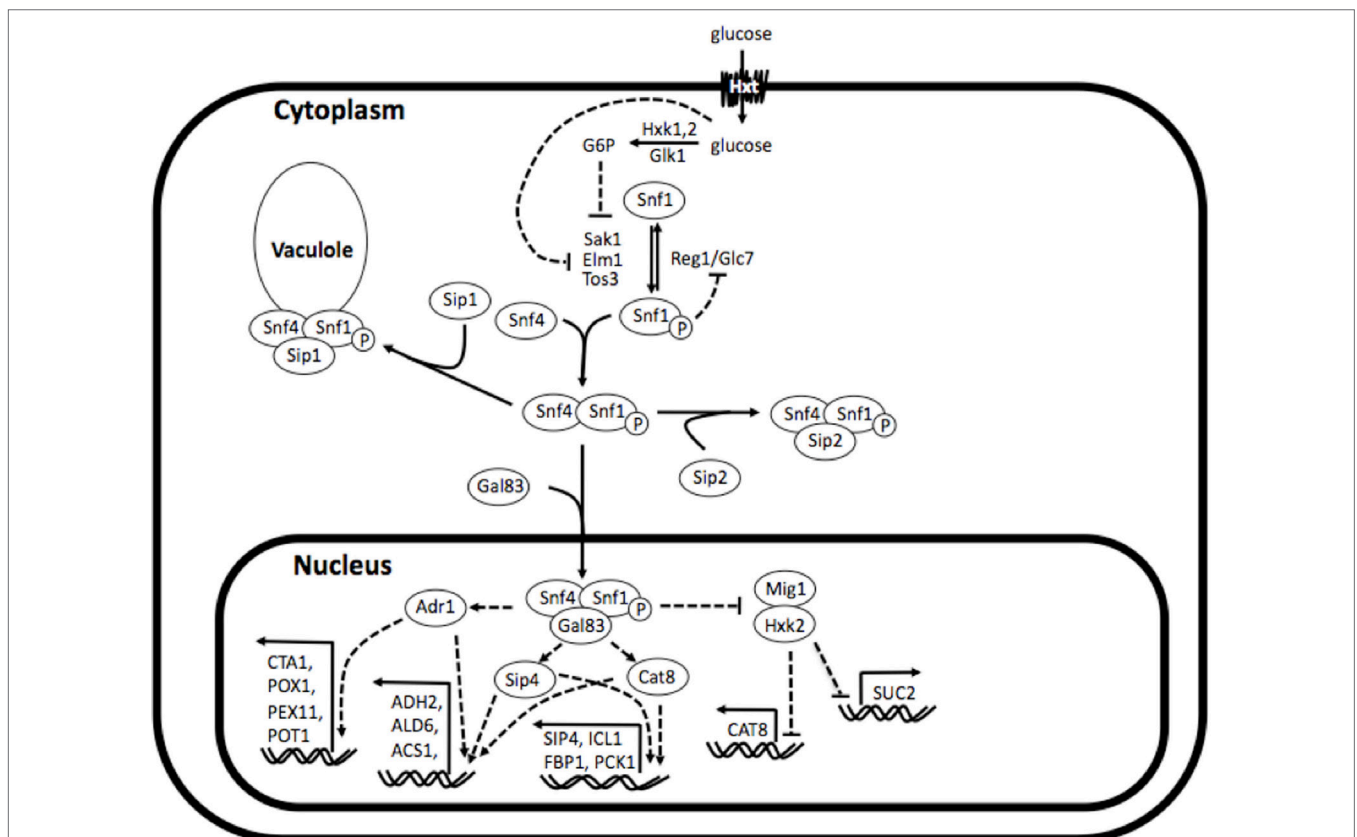 glucose
Hxt
Cytoplasm
Hxk1,2
G6P
glucose
Glk1
Snf1
Sak1
Elm1
Tos3
Reg1/Glc7
Vaculole
Sip1
Snf4
Snf1
P
Snf4
Snf1
P
Sip1
Snf4
Snf1
P
Snf4
Snf1
P
Sip2
Sip2
Gal83
Nucleus
Snf4
Snf1
P
Gal83
Adr1
Mig1
Hxk2
Sip4
Cat8
CTA1,
POX1,
PEX11,
POT1
ADH2,
ALD6,
ACS1,
SIP4, ICL1
FBP1, PCK1
CAT8
SUC2